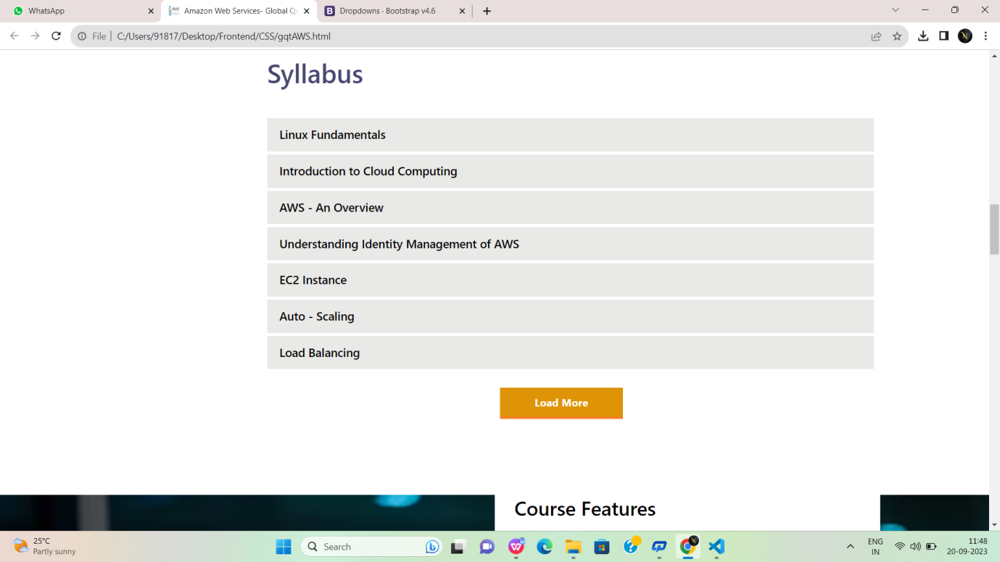 WhatsApp
Amazon Web Services- Global Q
Dropdowns · Bootstrap v4.6
File
C:/Users/91817/Desktop/Frontend/CSS/gqtAWS.html
Syllabus
Linux Fundamentals
Introduction to Cloud Computing
AWS - An Overview
Understanding Identity Management of AWS
EC2 Instance
Auto - Scaling
Load Balancing
Load More
Course Features
25°C
Partly sunny
Search
ENG
IN
11:48
20-09-2023